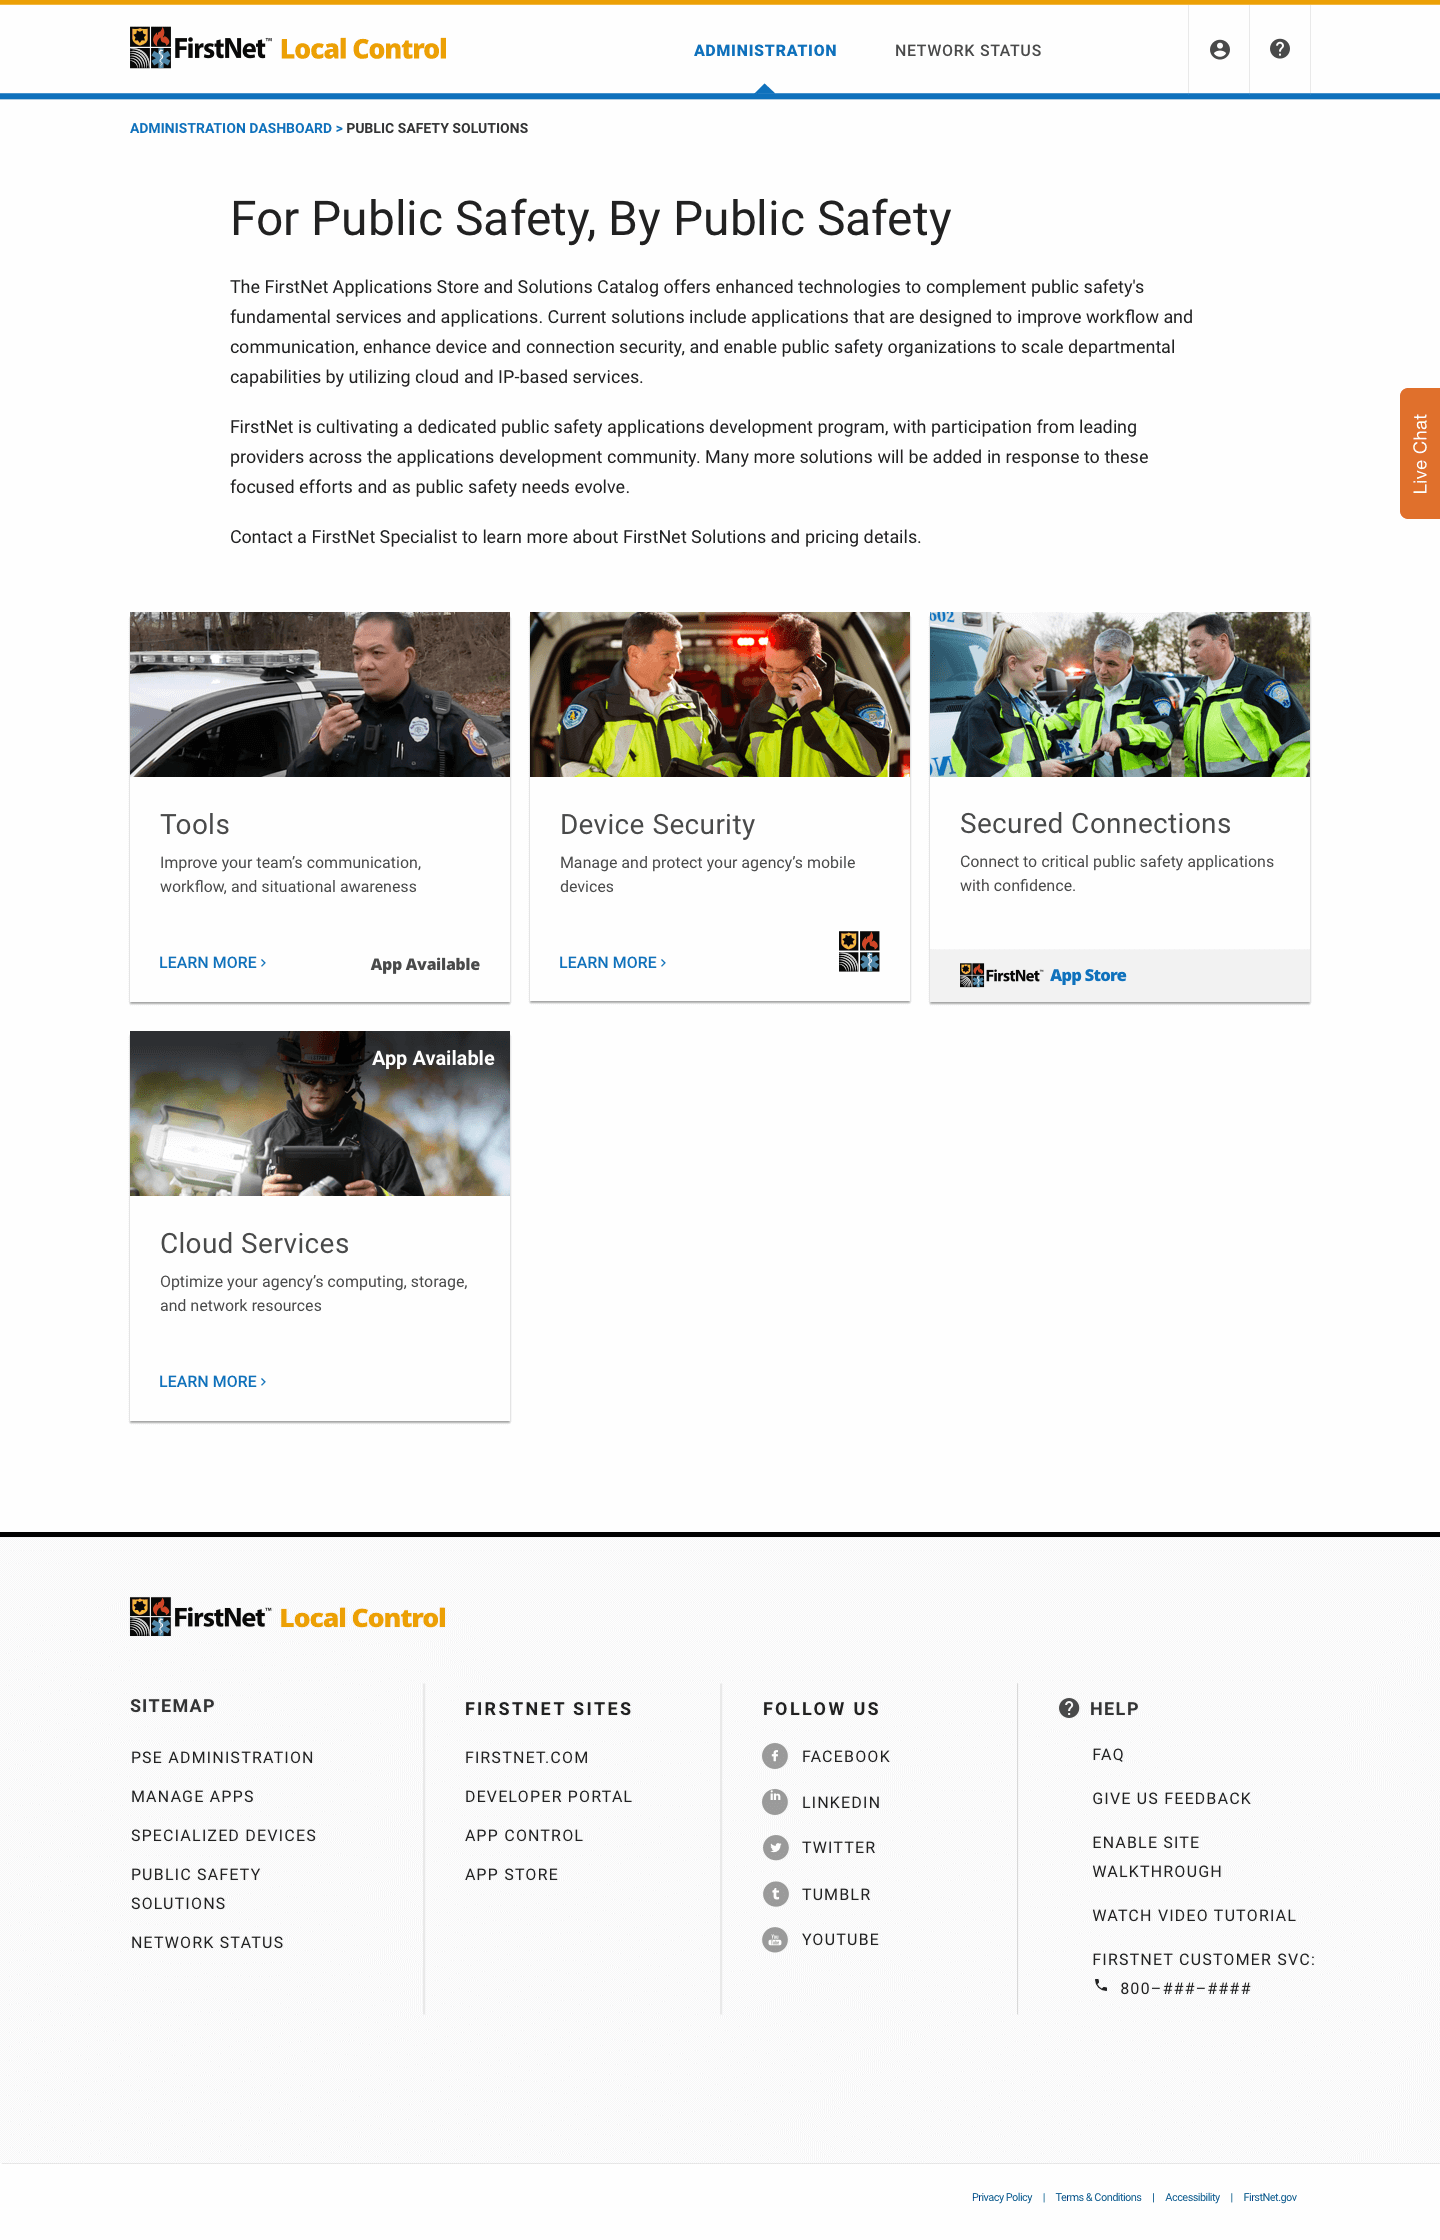 FirstNet™ Local Control
ADMINISTRATION
NETWORK STATUS
ADMINISTRATION DASHBOARD > PUBLIC SAFETY SOLUTIONS
For Public Safety, By Public Safety
The FirstNet Applications Store and Solutions Catalog offers enhanced technologies to complement public safety's
fundamental services and applications. Current solutions include applications that are designed to improve workflow and
communication, enhance device and connection security, and enable public safety organizations to scale departmental
capabilities by utilizing cloud and IP-based services.
FirstNet is cultivating a dedicated public safety applications development program, with participation from leading
providers across the applications development community. Many more solutions will be added in response to these
focused efforts and as public safety needs evolve.
Contact a FirstNet Specialist to learn more about FirstNet Solutions and pricing details.
Live Chat
602
Tools
Improve your team’s communication,
workflow, and situational awareness
LEARN MORE ›
App Available
Device Security
Manage and protect your agency’s mobile
devices
LEARN MORE ›
Secured Connections
Connect to critical public safety applications
with confidence.
FirstNet™ App Store
App Available
Cloud Services
Optimize your agency’s computing, storage,
and network resources
LEARN MORE ›
FirstNet™ Local Control
SITEMAP
PSE ADMINISTRATION
MANAGE APPS
SPECIALIZED DEVICES
PUBLIC SAFETY
SOLUTIONS
NETWORK STATUS
FIRSTNET SITES
FIRSTNET.COM
DEVELOPER PORTAL
APP CONTROL
APP STORE
FOLLOW US
FACEBOOK
LINKEDIN
TWITTER
TUMBLR
YOUTUBE
HELP
FAQ
GIVE US FEEDBACK
ENABLE SITE
WALKTHROUGH
WATCH VIDEO TUTORIAL
FIRSTNET CUSTOMER SVC:
800–###–####
Privacy Policy | Terms & Conditions | Accessibility | FirstNet.gov